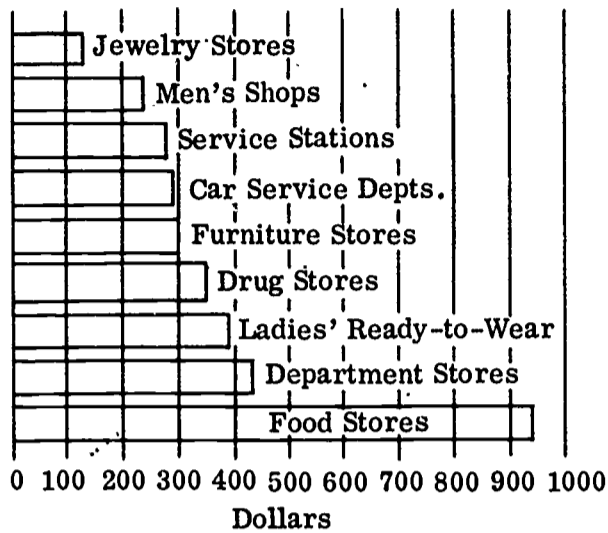 Jewelry Stores
Men's Shops
Service Stations
Car Service Depts.
Furniture Stores
Drug Stores
Ladies' Ready-to-Wear
Department Stores
Food Stores
0 100 200 300 400 500 600 700 800 900 1000
Dollars